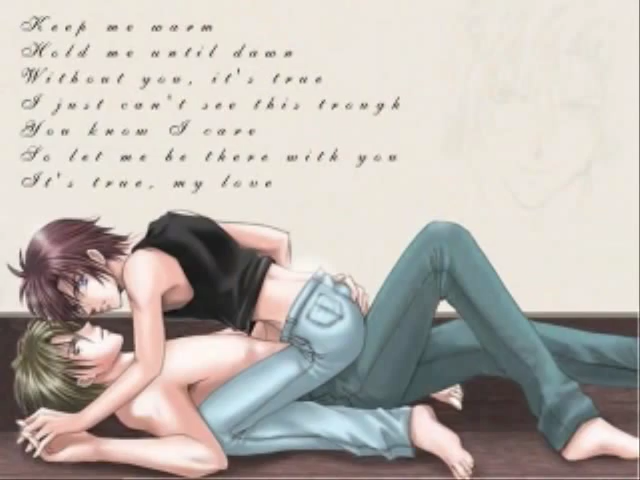 Keep me warm
Hold me until dawn
Without you, it's true
I just can't see this trough
You know I care
So let me be there with you
It's true, my love